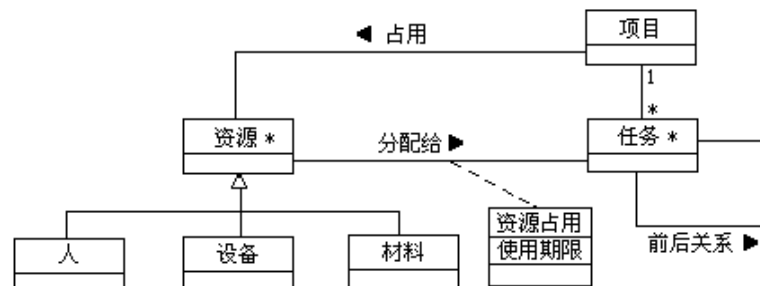 项目
◀ 占用
1
*
资源 *
分配给 ▶
任务 *
资源占用
使用期限
前后关系 ▶
人
设备
材料